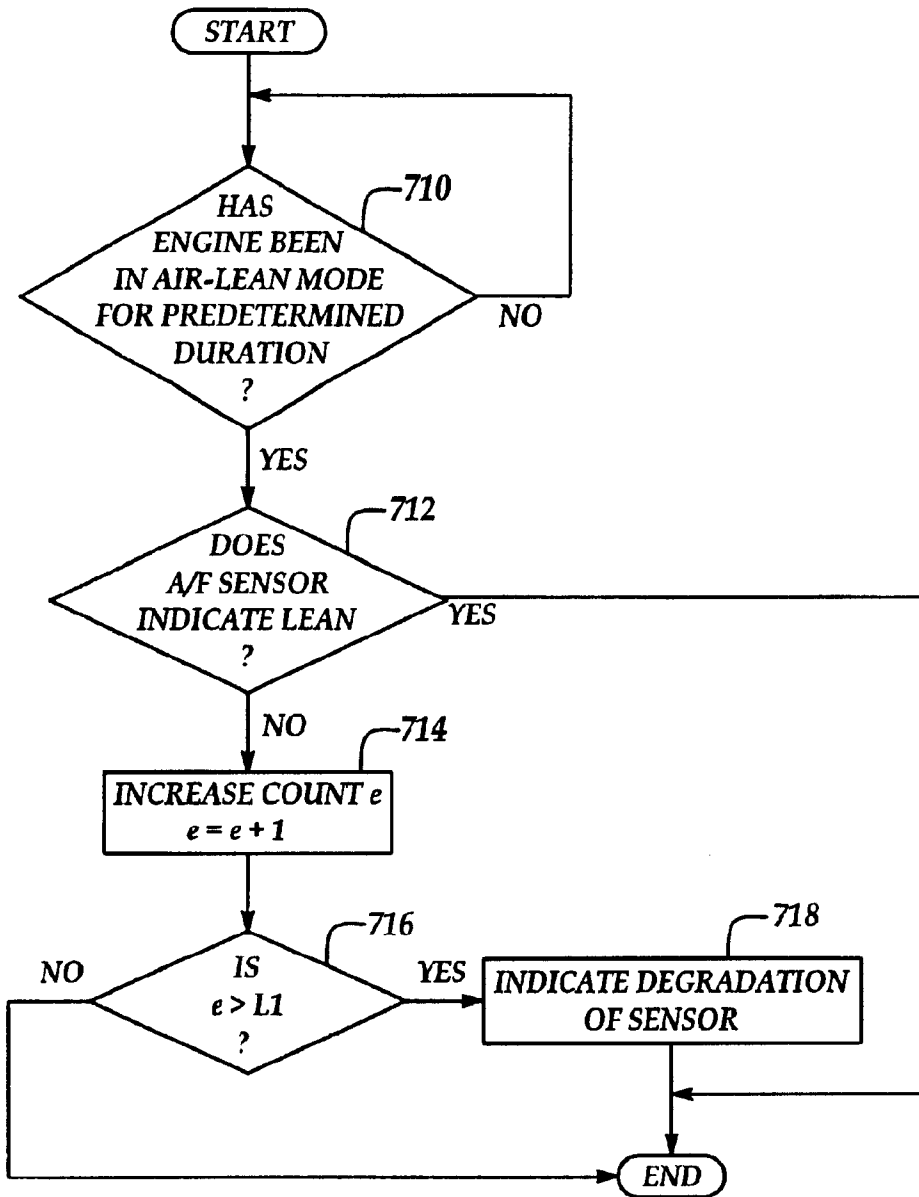 START
710
HAS
ENGINE BEEN
IN AIR-LEAN MODE
FOR PREDETERMINED
DURATION
?
NO
YES
712
DOES
A/F SENSOR
INDICATE LEAN
?
YES
NO
714
INCREASE COUNT e
e = e + 1
716
IS
e > L1
?
NO
YES
718
INDICATE DEGRADATION
OF SENSOR
END